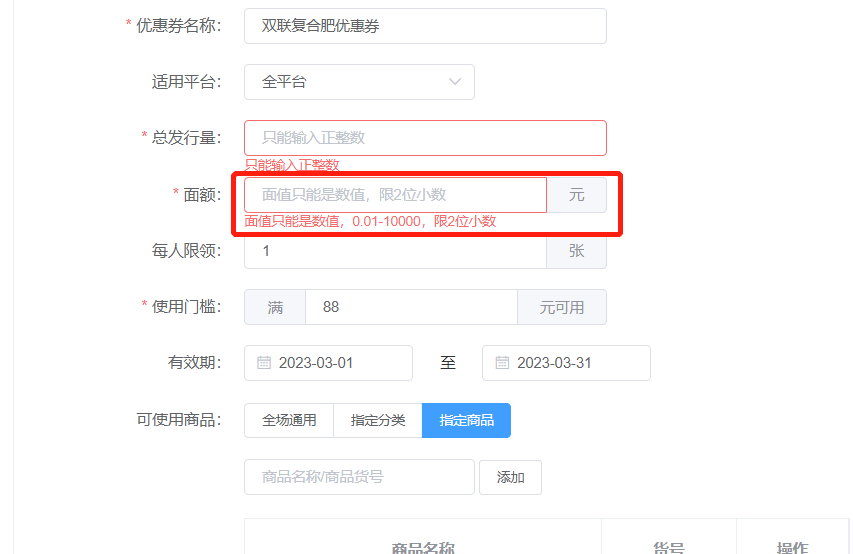 * 优惠券名称： 双联复合肥优惠券
适用平台： 全平台
* 总发行量： 只能输入正整数
只能输入正整数
* 面额： 面值只能是数值，限2位小数 元
面值只能是数值，0.01-10000，限2位小数
每人限领： 1 张
* 使用门槛： 满 88 元可用
有效期： 2023-03-01 至 2023-03-31
可使用商品： 全场通用 指定分类 指定商品
商品名称/商品货号 添加
商品名称 货号 操作